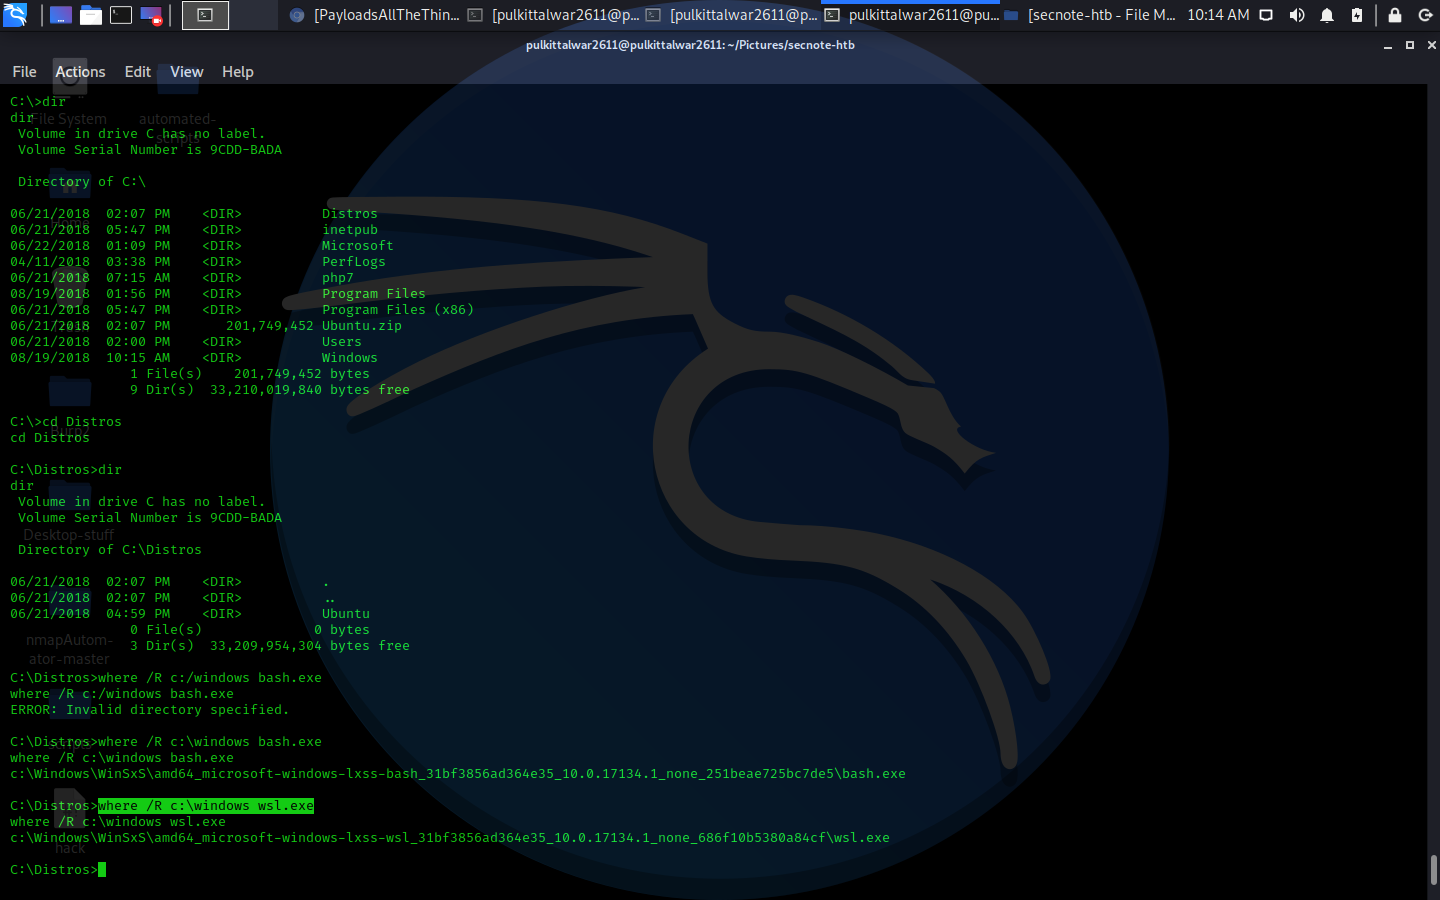 [PayloadsAllTheThin...
[pulkittalwar2611@p...
[pulkittalwar2611@p...
pulkittalwar2611@pu...
[secnote-htb - File M...
10:14 AM
pulkittalwar2611@pulkittalwar2611: ~/Pictures/secnote-htb
File Actions Edit View Help
C:\>dir
dir
File System
automated-
scripts
 Volume in drive C has no label.
 Volume Serial Number is 9CDD-BADA
 Directory of C:\
06/21/2018  02:07 PM    <DIR>          Distros
06/21/2018  05:47 PM    <DIR>          inetpub
Home
06/22/2018  01:09 PM    <DIR>          Microsoft
04/11/2018  03:38 PM    <DIR>          PerfLogs
06/21/2018  07:15 AM    <DIR>          php7
08/19/2018  01:56 PM    <DIR>          Program Files
06/21/2018  05:47 PM    <DIR>          Program Files (x86)
06/21/2018  02:07 PM       201,749,452 Ubuntu.zip
06/21/2018  02:00 PM    <DIR>          Users
08/19/2018  10:15 AM    <DIR>          Windows
               1 File(s)    201,749,452 bytes
               9 Dir(s)  33,210,019,840 bytes free
C:\>cd Distros
cd Distros
C:\Distros>dir
dir
 Volume in drive C has no label.
 Volume Serial Number is 9CDD-BADA
Desktop-stuff
 Directory of C:\Distros
06/21/2018  02:07 PM    <DIR>          .
06/21/2018  02:07 PM    <DIR>          ..
06/21/2018  04:59 PM    <DIR>          Ubuntu
               0 File(s)              0 bytes
nmapAutom-
ator-master
               3 Dir(s)  33,209,954,304 bytes free
C:\Distros>where /R c:/windows bash.exe
where /R c:/windows bash.exe
ERROR: Invalid directory specified.
C:\Distros>where /R c:\windows bash.exe
where /R c:\windows bash.exe
c:\Windows\WinSxS\amd64_microsoft-windows-lxss-bash_31bf3856ad364e35_10.0.17134.1_none_251beae725bc7de5\bash.exe
C:\Distros>where /R c:\windows wsl.exe
where /R c:\windows wsl.exe
c:\Windows\WinSxS\amd64_microsoft-windows-lxss-wsl_31bf3856ad364e35_10.0.17134.1_none_686f10b5380a84cf\wsl.exe
hack
C:\Distros>